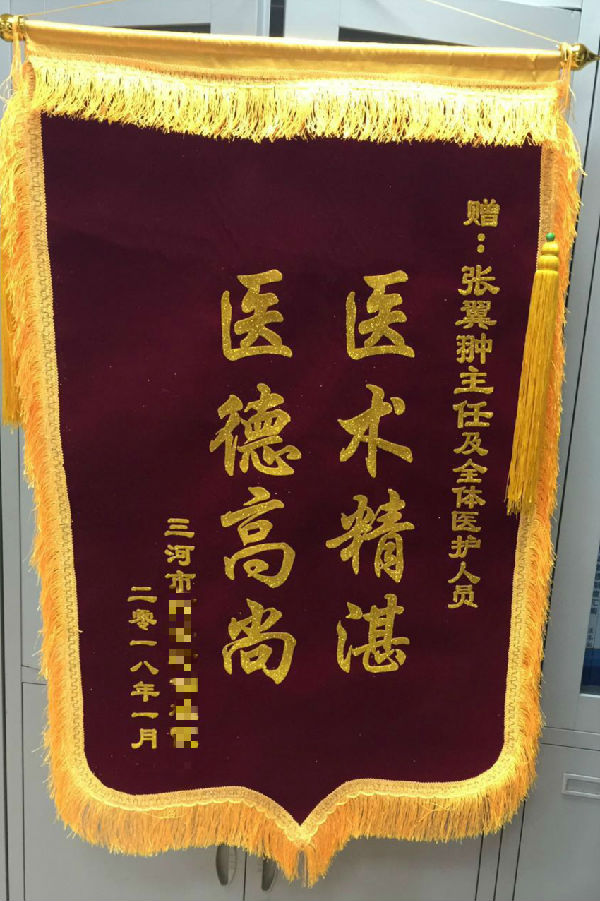 赠：张翼翀主任及全体医护人员
医术精湛
医德高尚
三河市
二零一八年一月